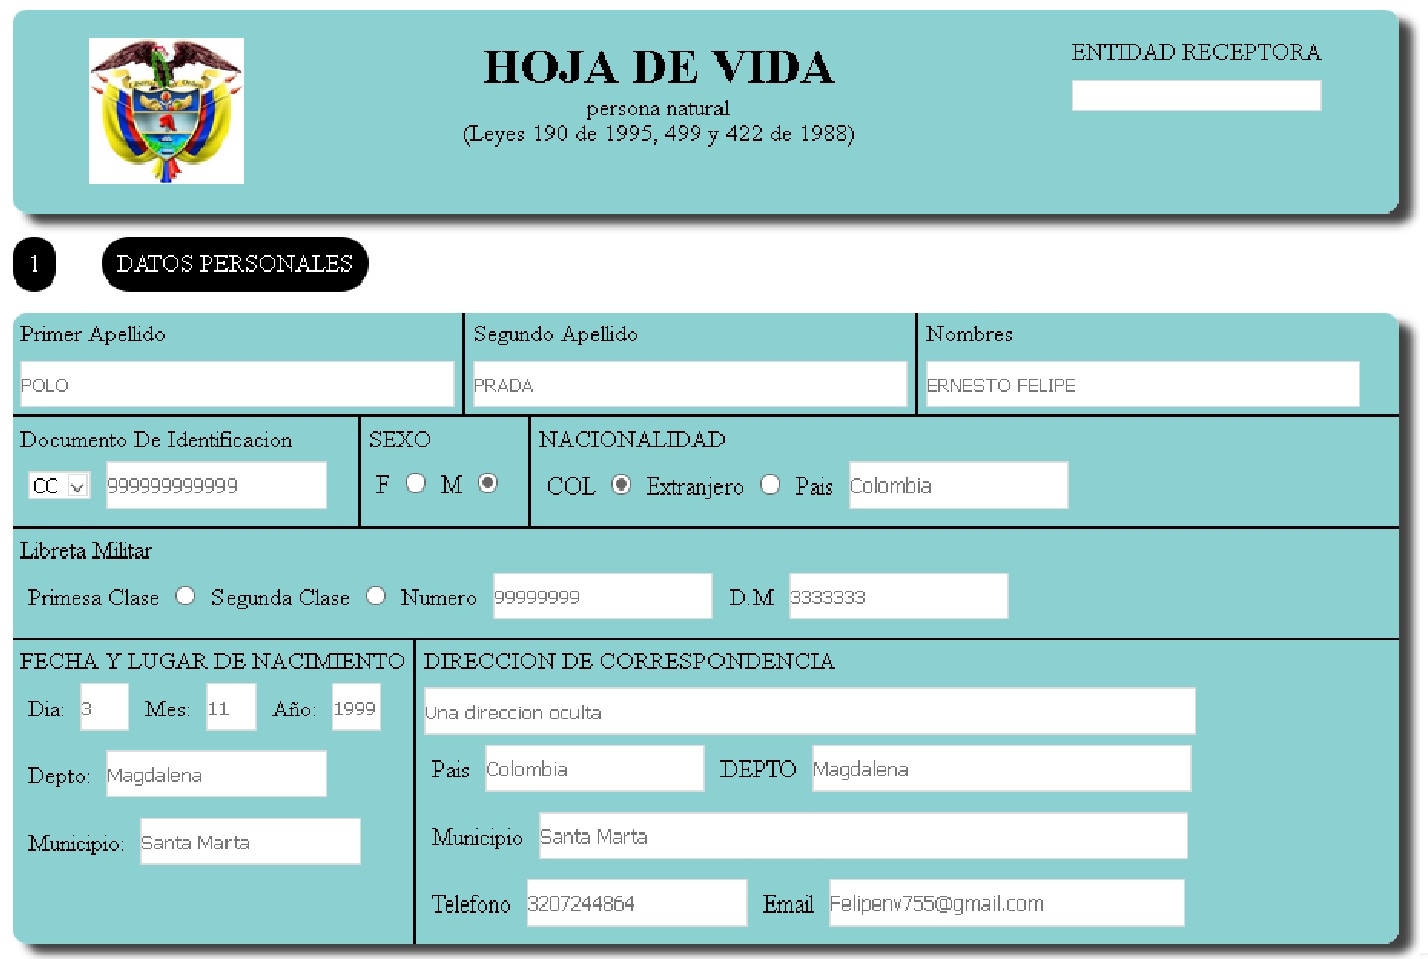 HOJA DE VIDA
persona natural
(Leyes 190 de 1995, 499 y 422 de 1988)
ENTIDAD RECEPTORA
1 DATOS PERSONALES
Primer Apellido Segundo Apellido Nombres
POLO PRADA ERNESTO FELIPE
Documento De Identificacion SEXO NACIONALIDAD
CC 999999999999 F M COL Extranjero Pais Colombia
Libreta Militar
Primesa Clase Segunda Clase Numero 99999999 D.M 3333333
FECHA Y LUGAR DE NACIMIENTO
Dia: 3 Mes: 11 Año: 1999
Depto: Magdalena
Municipio: Santa Marta
DIRECCION DE CORRESPONDENCIA
Una direccion oculta
Pais Colombia DEPTO Magdalena
Municipio Santa Marta
Telefono 3207244864 Email Felipenv755@gmail.com